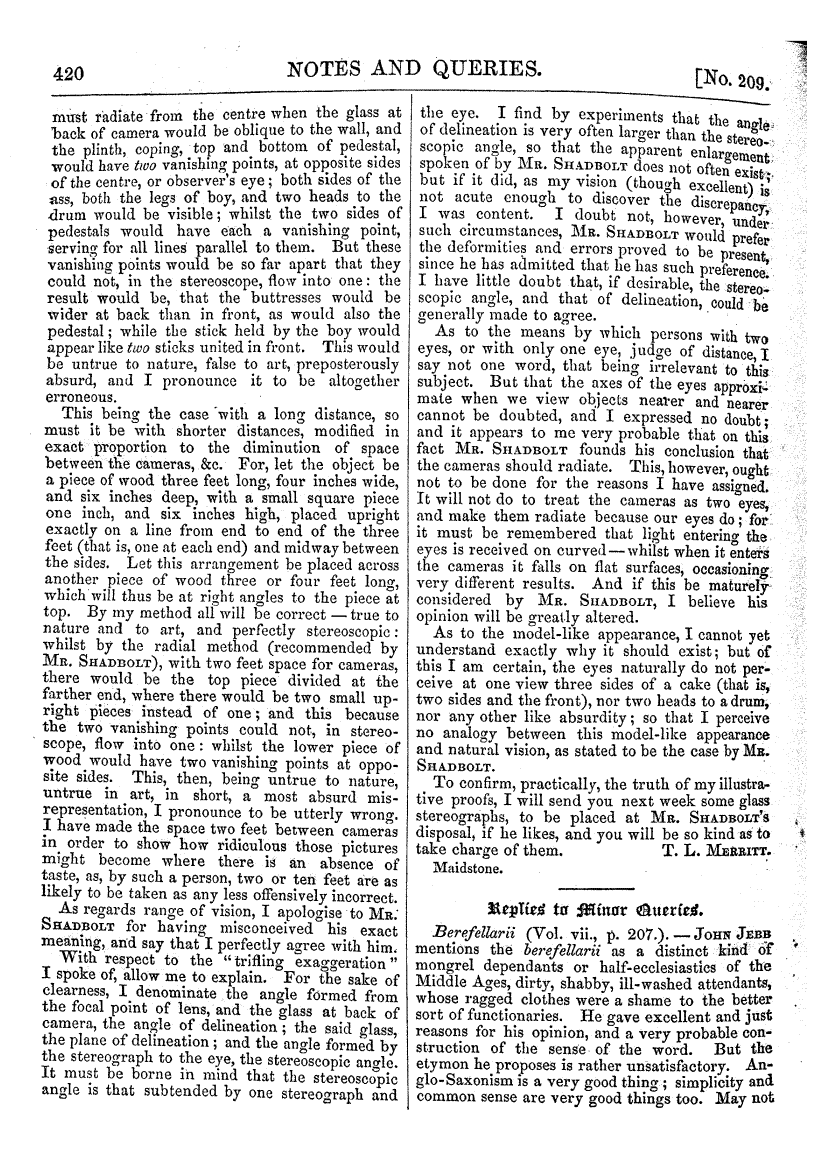 420
NOTES AND QUERIES.
[No. 209.
must radiate from the centre when the glass at
back of camera would be oblique to the wall, and
the plinth, coping, top and bottom of pedestal,
would have two vanishing points, at opposite sides
of the centre, or observer's eye; both sides of the
ass, both the legs of boy, and two heads to the
drum would be visible; whilst the two sides of
pedestals would have each a vanishing point,
serving for all lines parallel to them. But these
vanishing points would be so far apart that they
could not, in the stereoscope, flow into one: the
result would be, that the buttresses would be
wider at back than in front, as would also the
pedestal; while the stick held by the boy would
appear like two sticks united in front. This would
be untrue to nature, false to art, preposterously
absurd, and I pronounce it to be altogether
erroneous.
This being the case with a long distance, so
must it be with shorter distances, modified in
exact proportion to the diminution of space
between the cameras, &c. For, let the object be
a piece of wood three feet long, four inches wide,
and six inches deep, with a small square piece
one inch, and six inches high, placed upright
exactly on a line from end to end of the three
feet (that is, one at each end) and midway between
the sides. Let this arrangement be placed across
another piece of wood three or four feet long,
which will thus be at right angles to the piece at
top. By my method all will be correct — true to
nature and to art, and perfectly stereoscopic:
whilst by the radial method (recommended by
MR. SHADBOLT), with two feet space for cameras,
there would be the top piece divided at the
farther end, where there would be two small up-
right pieces instead of one; and this because
the two vanishing points could not, in stereo-
scope, flow into one: whilst the lower piece of
wood would have two vanishing points at oppo-
site sides. This, then, being untrue to nature,
untrue in art, in short, a most absurd mis-
representation, I pronounce to be utterly wrong.
I have made the space two feet between cameras
in order to show how ridiculous those pictures
might become where there is an absence of
taste, as, by such a person, two or ten feet are as
likely to be taken as any less offensively incorrect.
As regards range of vision, I apologise to MR.
SHADBOLT for having misconceived his exact
meaning, and say that I perfectly agree with him.
With respect to the "trifling exaggeration"
I spoke of, allow me to explain. For the sake of
clearness, I denominate the angle formed from
the focal point of lens, and the glass at back of
camera, the angle of delineation; the said glass,
the plane of delineation; and the angle formed by
the stereograph to the eye, the stereoscopic angle.
It must be borne in mind that the stereoscopic
angle is that subtended by one stereograph and
the eye. I find by experiments that the angle
of delineation is very often larger than the stereo-
scopic angle, so that the apparent enlargement
spoken of by MR. SHADBOLT does not often exist;
but if it did, as my vision (though excellent) is
not acute enough to discover the discrepancy,
I was content. I doubt not, however, under
such circumstances, MR. SHADBOLT would prefer
the deformities and errors proved to be present,
since he has admitted that he has such preference.
I have little doubt that, if desirable, the stereo-
scopic angle, and that of delineation, could be
generally made to agree.
As to the means by which persons with two
eyes, or with only one eye, judge of distance, I
say not one word, that being irrelevant to this
subject. But that the axes of the eyes approxi-
mate when we view objects nearer and nearer
cannot be doubted, and I expressed no doubt;
and it appears to me very probable that on this
fact MR. SHADBOLT founds his conclusion that
the cameras should radiate. This, however, ought
not to be done for the reasons I have assigned.
It will not do to treat the cameras as two eyes,
and make them radiate because our eyes do; for
it must be remembered that light entering the
eyes is received on curved — whilst when it enters
the cameras it falls on flat surfaces, occasioning
very different results. And if this be maturely
considered by MR. SHADBOLT, I believe his
opinion will be greatly altered.
As to the model-like appearance, I cannot yet
understand exactly why it should exist; but of
this I am certain, the eyes naturally do not per-
ceive at one view three sides of a cake (that is,
two sides and the front), nor two heads to a drum,
nor any other like absurdity; so that I perceive
no analogy between this model-like appearance
and natural vision, as stated to be the case by MR.
SHADBOLT.
To confirm, practically, the truth of my illustra-
tive proofs, I will send you next week some glass
stereographs, to be placed at MR. SHADBOLT'S
disposal, if he likes, and you will be so kind as to
take charge of them. T. L. MERRITT.
Maidstone.
Replies to Minor Queries.
Berefellarii (Vol. vii., p. 207.). — JOHN JEBB
mentions the berefellarii as a distinct kind of
mongrel dependants or half-ecclesiastics of the
Middle Ages, dirty, shabby, ill-washed attendants,
whose ragged clothes were a shame to the better
sort of functionaries. He gave excellent and just
reasons for his opinion, and a very probable con-
struction of the sense of the word. But the
etymon he proposes is rather unsatisfactory. An-
glo-Saxonism is a very good thing; simplicity and
common sense are very good things too. May not